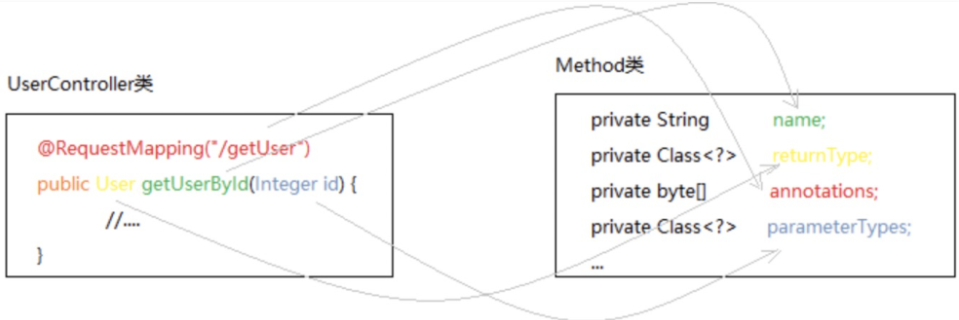 UserController类
@RequestMapping("/getUser")
public User getUserById(Integer id) {
//....
}
Method类
private String name;
private Class<?> returnType;
private byte[] annotations;
private Class<?> parameterTypes;
...